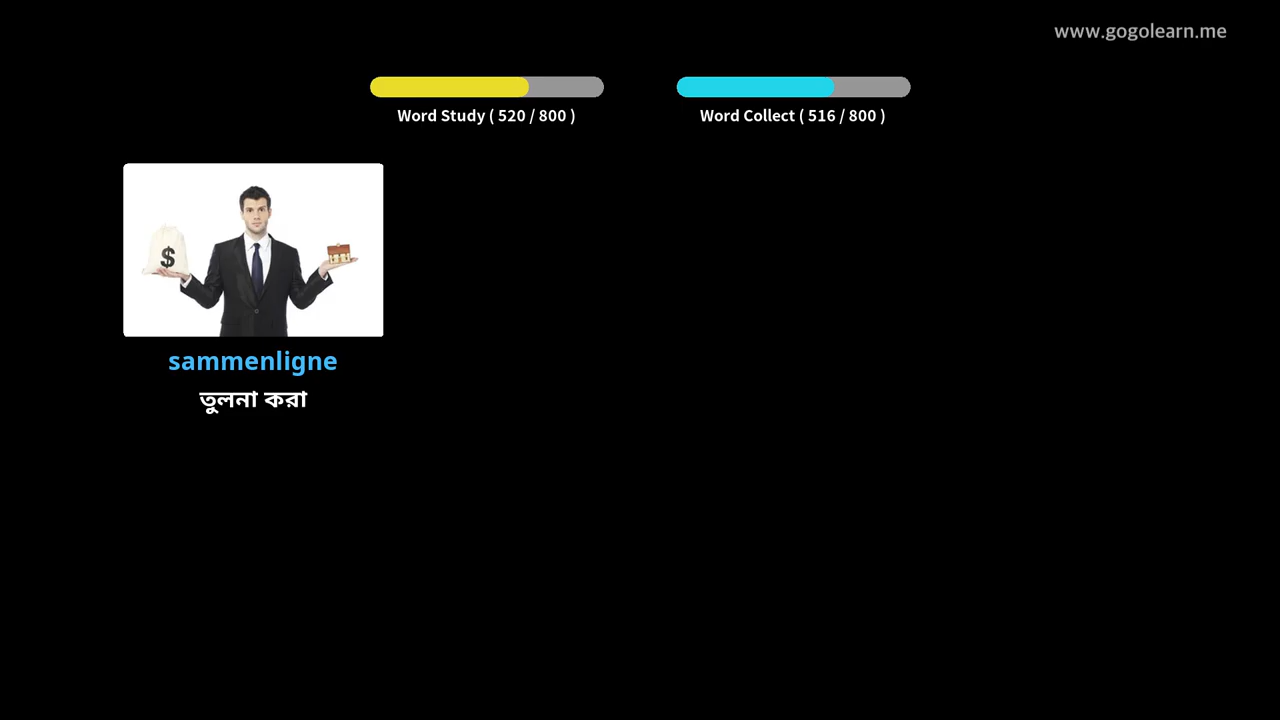 www.gogolearn.me
Word Study ( 520 / 800 )
Word Collect ( 516 / 800 )
$
sammenligne
তুলনা করা